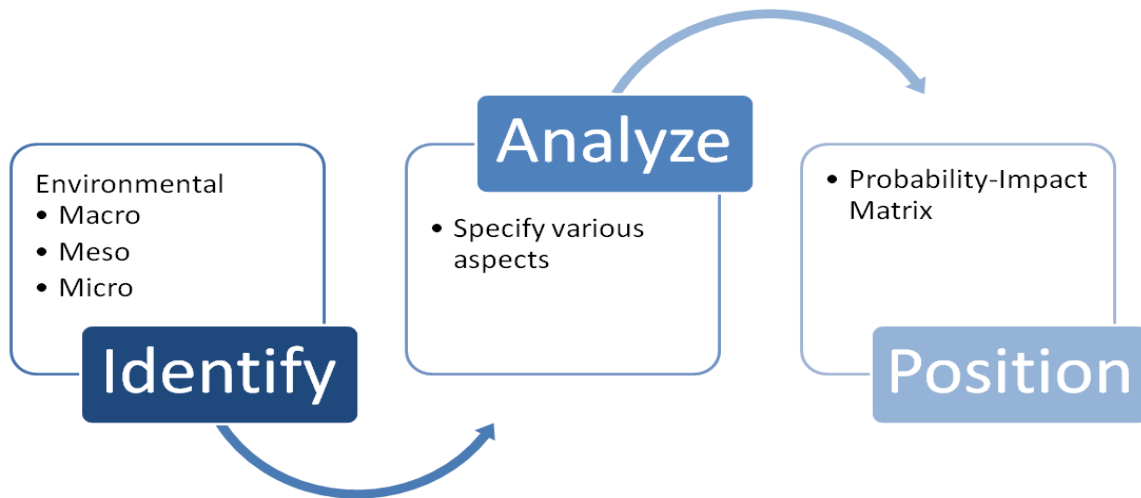 Environmental
• Macro
• Meso
• Micro
Identify
Analyze
• Specify various
aspects
• Probability-Impact
Matrix
Position